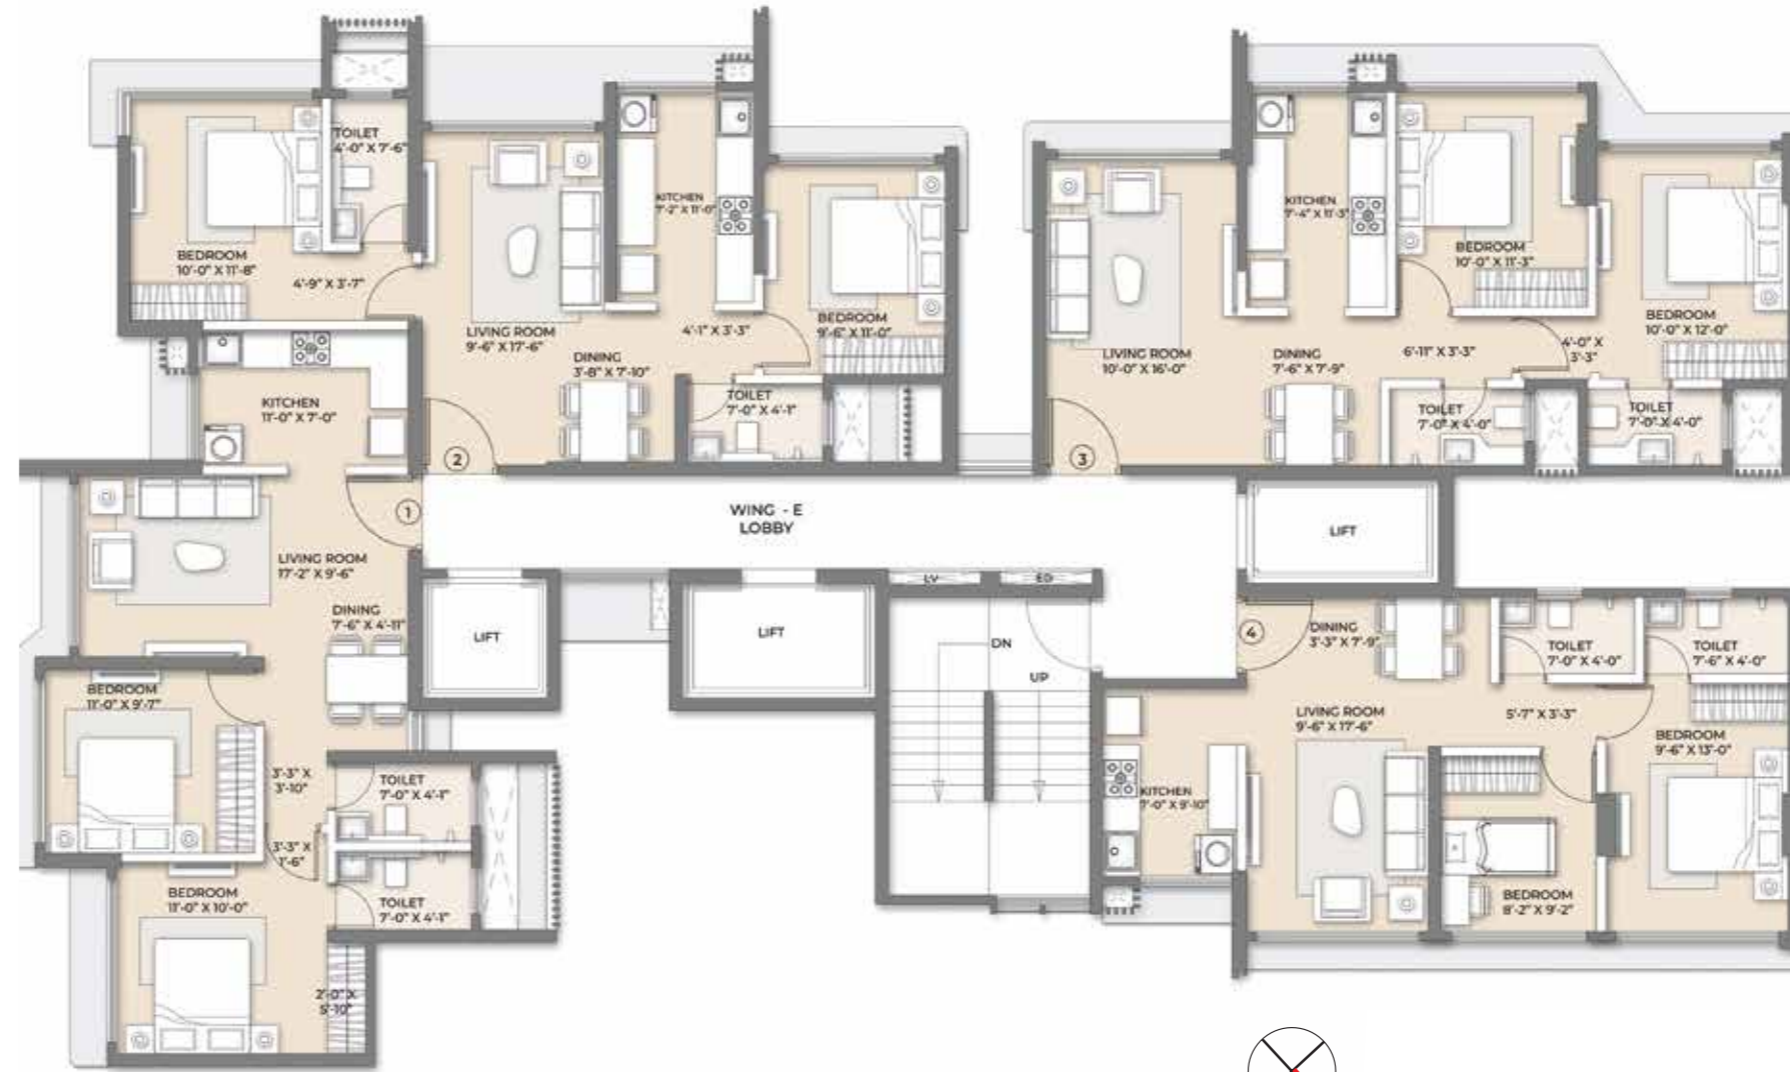 TOILET
4'-0" X 7'-6"
BEDROOM
10'-0" X 11'-8"
4'-9" X 3'-7"
LIVING ROOM
9'-6" X 17'-6"
KITCHEN
7'-2" X 11'-0"
4'-1" X 3'-3"
BEDROOM
9'-6" X 11'-0"
DINING
3'-8" X 7'-10"
TOILET
7'-0" X 4'-1"
2
KITCHEN
7'-4" X 11'-3"
BEDROOM
10'-0" X 11'-3"
BEDROOM
10'-0" X 12'-0"
LIVING ROOM
10'-0" X 16'-0"
DINING
7'-6" X 7'-9"
6'-11" X 3'-3"
4'-0" X
3'-3"
TOILET
7'-0" X 4'-0"
TOILET
7'-0" X 4'-0"
3
KITCHEN
11'-0" X 7'-0"
1
WING - E
LOBBY
LIFT
LIVING ROOM
17'-2" X 9'-6"
DINING
7'-6" X 4'-11"
LIFT
LIFT
LV
ED
DN
UP
4
DINING
3'-3" X 7'-9"
TOILET
7'-0" X 4'-0"
TOILET
7'-6" X 4'-0"
BEDROOM
11'-0" X 9'-7"
3'-3" X
3'-10"
TOILET
7'-0" X 4'-1"
3'-3" X
1'-6"
BEDROOM
11'-0" X 10'-0"
TOILET
7'-0" X 4'-1"
2'-0" X
5'-10"
LIVING ROOM
9'-6" X 17'-6"
5'-7" X 3'-3"
BEDROOM
9'-6" X 13'-0"
KITCHEN
7'-0" X 9'-10"
BEDROOM
8'-2" X 9'-2"